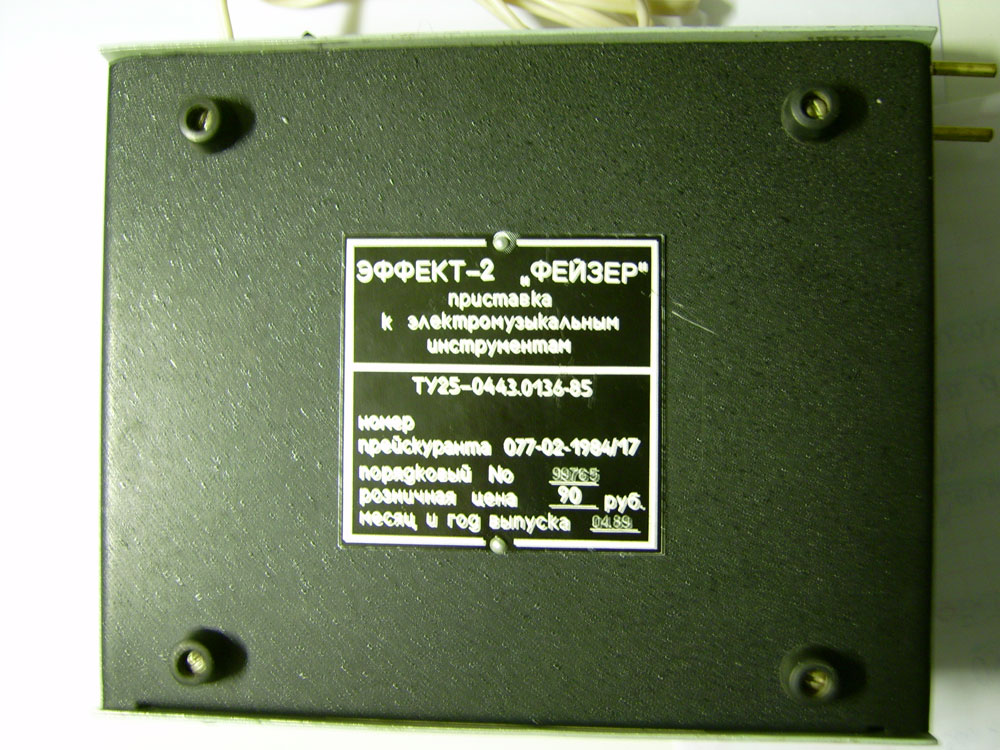 ЭФФЕКТ-2 „ФЕЙЗЕР“
приставка
к электромузыкальным
инструментам
ТУ25-0443.0136-85
номер
прейскуранта 077-02-1984/17
порядковый No 98765
розничная цена 90 руб.
месяц и год выпуска 04.89